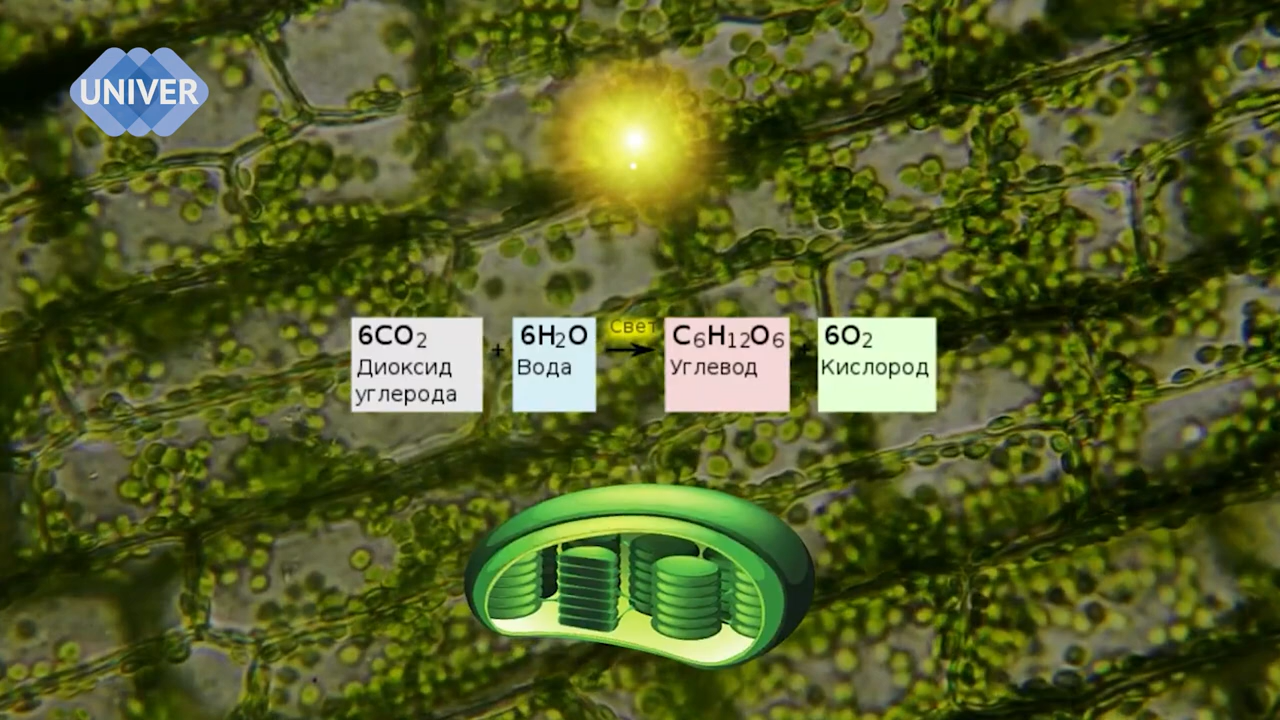 UNIVER
6CO₂ + 6H₂O Свет C₆H₁₂O₆ + 6O₂
Диоксид углерода
Вода
Углевод
Кислород